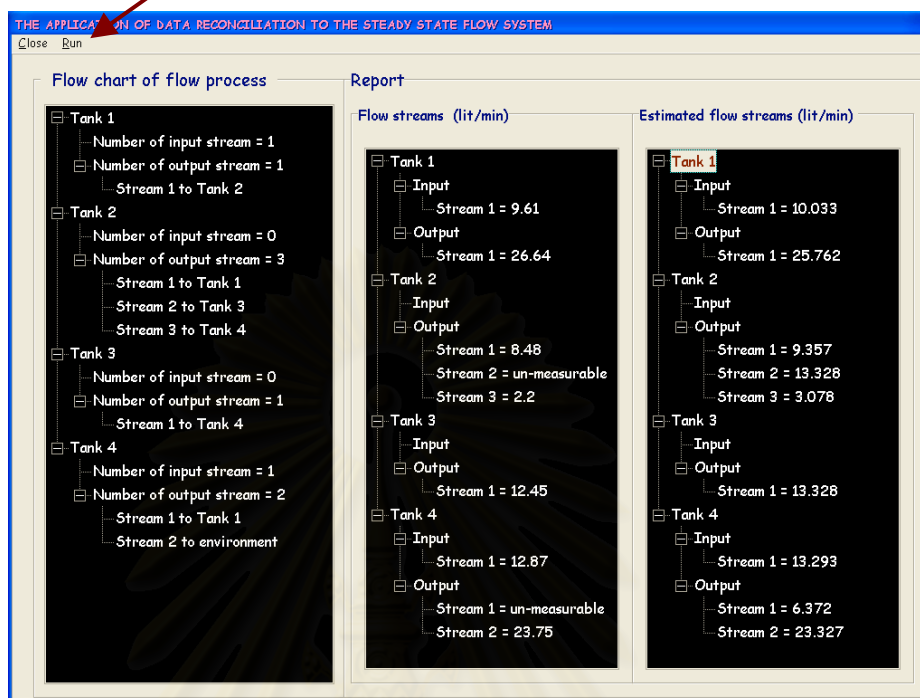 THE APPLICATION OF DATA RECONCILIATION TO THE STEADY STATE FLOW SYSTEM
Close Run
Flow chart of flow process
Tank 1
Number of input stream = 1
Number of output stream = 1
Stream 1 to Tank 2
Tank 2
Number of input stream = 0
Number of output stream = 3
Stream 1 to Tank 1
Stream 2 to Tank 3
Stream 3 to Tank 4
Tank 3
Number of input stream = 0
Number of output stream = 1
Stream 1 to Tank 4
Tank 4
Number of input stream = 1
Number of output stream = 2
Stream 1 to Tank 1
Stream 2 to environment
Report
Flow streams (lit/min)
Tank 1
Input
Stream 1 = 9.61
Output
Stream 1 = 26.64
Tank 2
Input
Output
Stream 1 = 8.48
Stream 2 = un-measurable
Stream 3 = 2.2
Tank 3
Input
Output
Stream 1 = 12.45
Tank 4
Input
Stream 1 = 12.87
Output
Stream 1 = un-measurable
Stream 2 = 23.75
Estimated flow streams (lit/min)
Tank 1
Input
Stream 1 = 10.033
Output
Stream 1 = 25.762
Tank 2
Input
Output
Stream 1 = 9.357
Stream 2 = 13.328
Stream 3 = 3.078
Tank 3
Input
Output
Stream 1 = 13.328
Tank 4
Input
Stream 1 = 13.293
Output
Stream 1 = 6.372
Stream 2 = 23.327